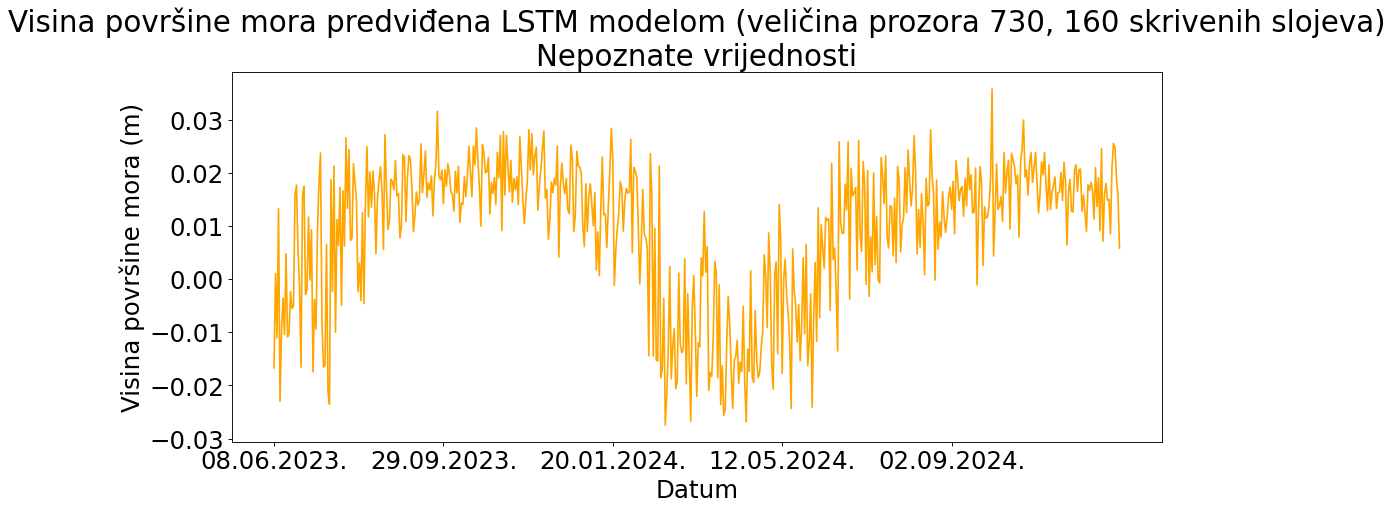 Visina površine mora predviđena LSTM modelom (veličina prozora 730, 160 skrivenih slojeva)
Nepoznate vrijednosti
Visina površine mora (m)
0.03
0.02
0.01
0.00
−0.01
−0.02
−0.03
08.06.2023. 29.09.2023. 20.01.2024. 12.05.2024. 02.09.2024.
Datum